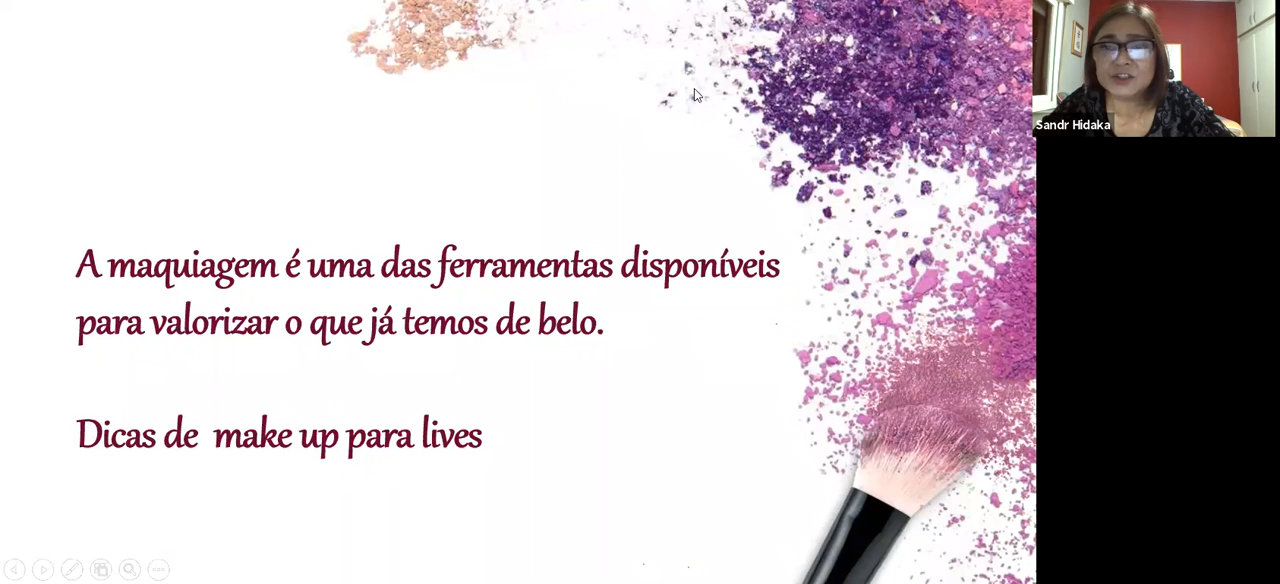 Sandr Hidaka
A maquiagem é uma das ferramentas disponíveis
para valorizar o que já temos de belo.
Dicas de make up para lives